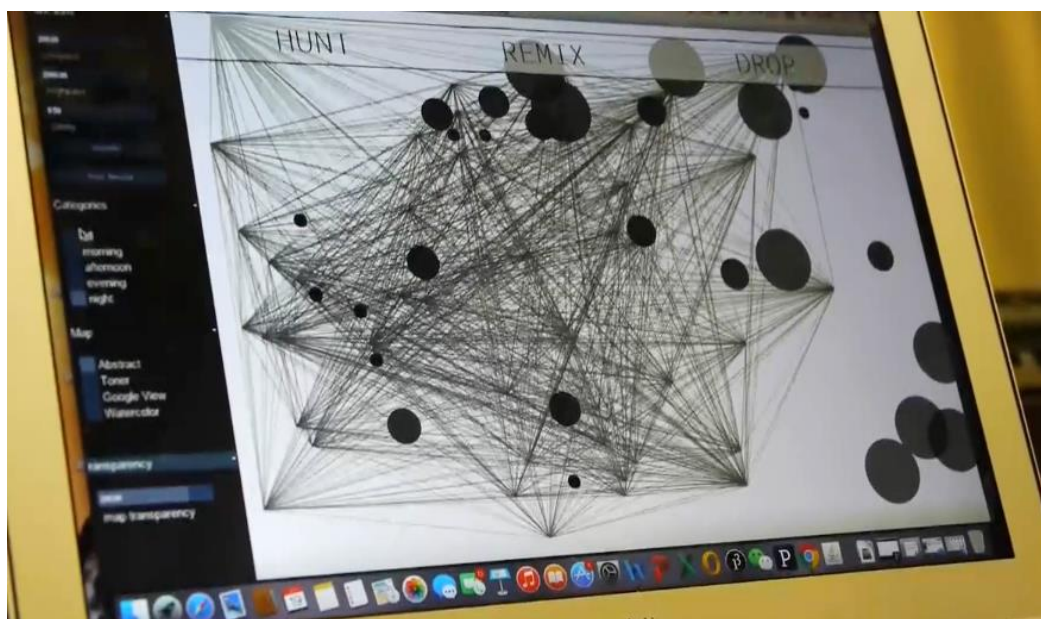 HUNT
REMIX
DROP
Categories
morning
afternoon
evening
night
Map
Abstract
Toner
Google View
Watercolor
transparency
map transparency